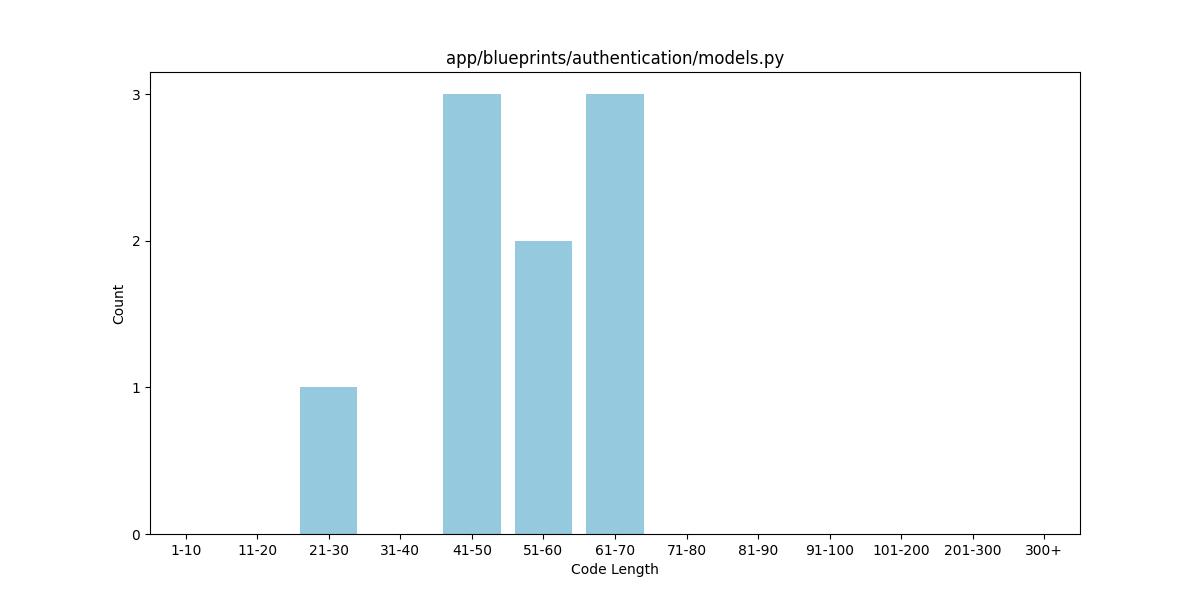 app/blueprints/authentication/models.py
3
2
1
0
Count
1-10 11-20 21-30 31-40 41-50 51-60 61-70 71-80 81-90 91-100 101-200 201-300 300+
Code Length